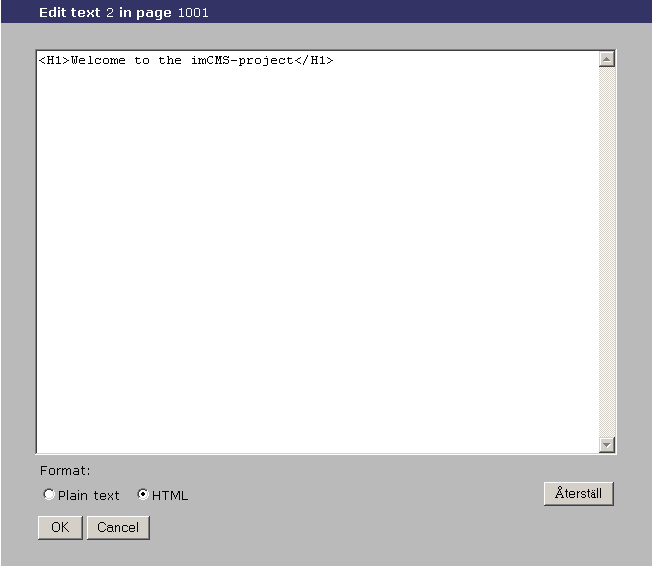 Edit text 2 in page 1001
<H1>Welcome to the imCMS-project</H1>
Format:
Plain text HTML
Återställ
OK Cancel